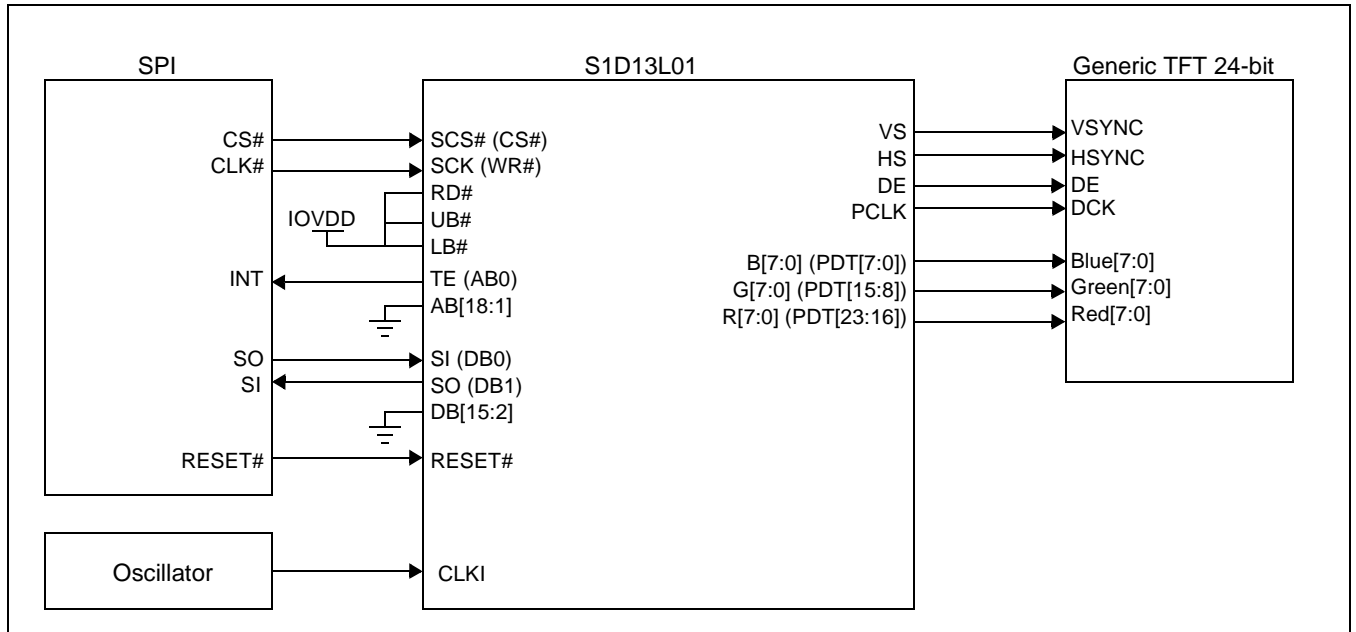 SPI
S1D13L01
Generic TFT 24-bit
CS#
CLK#
IOVDD
INT
SO
SI
RESET#
SCS# (CS#)
SCK (WR#)
RD#
UB#
LB#
TE (AB0)
AB[18:1]
SI (DB0)
SO (DB1)
DB[15:2]
RESET#
CLKI
VS
HS
DE
PCLK
B[7:0] (PDT[7:0])
G[7:0] (PDT[15:8])
R[7:0] (PDT[23:16])
VSYNC
HSYNC
DE
DCK
Blue[7:0]
Green[7:0]
Red[7:0]
Oscillator